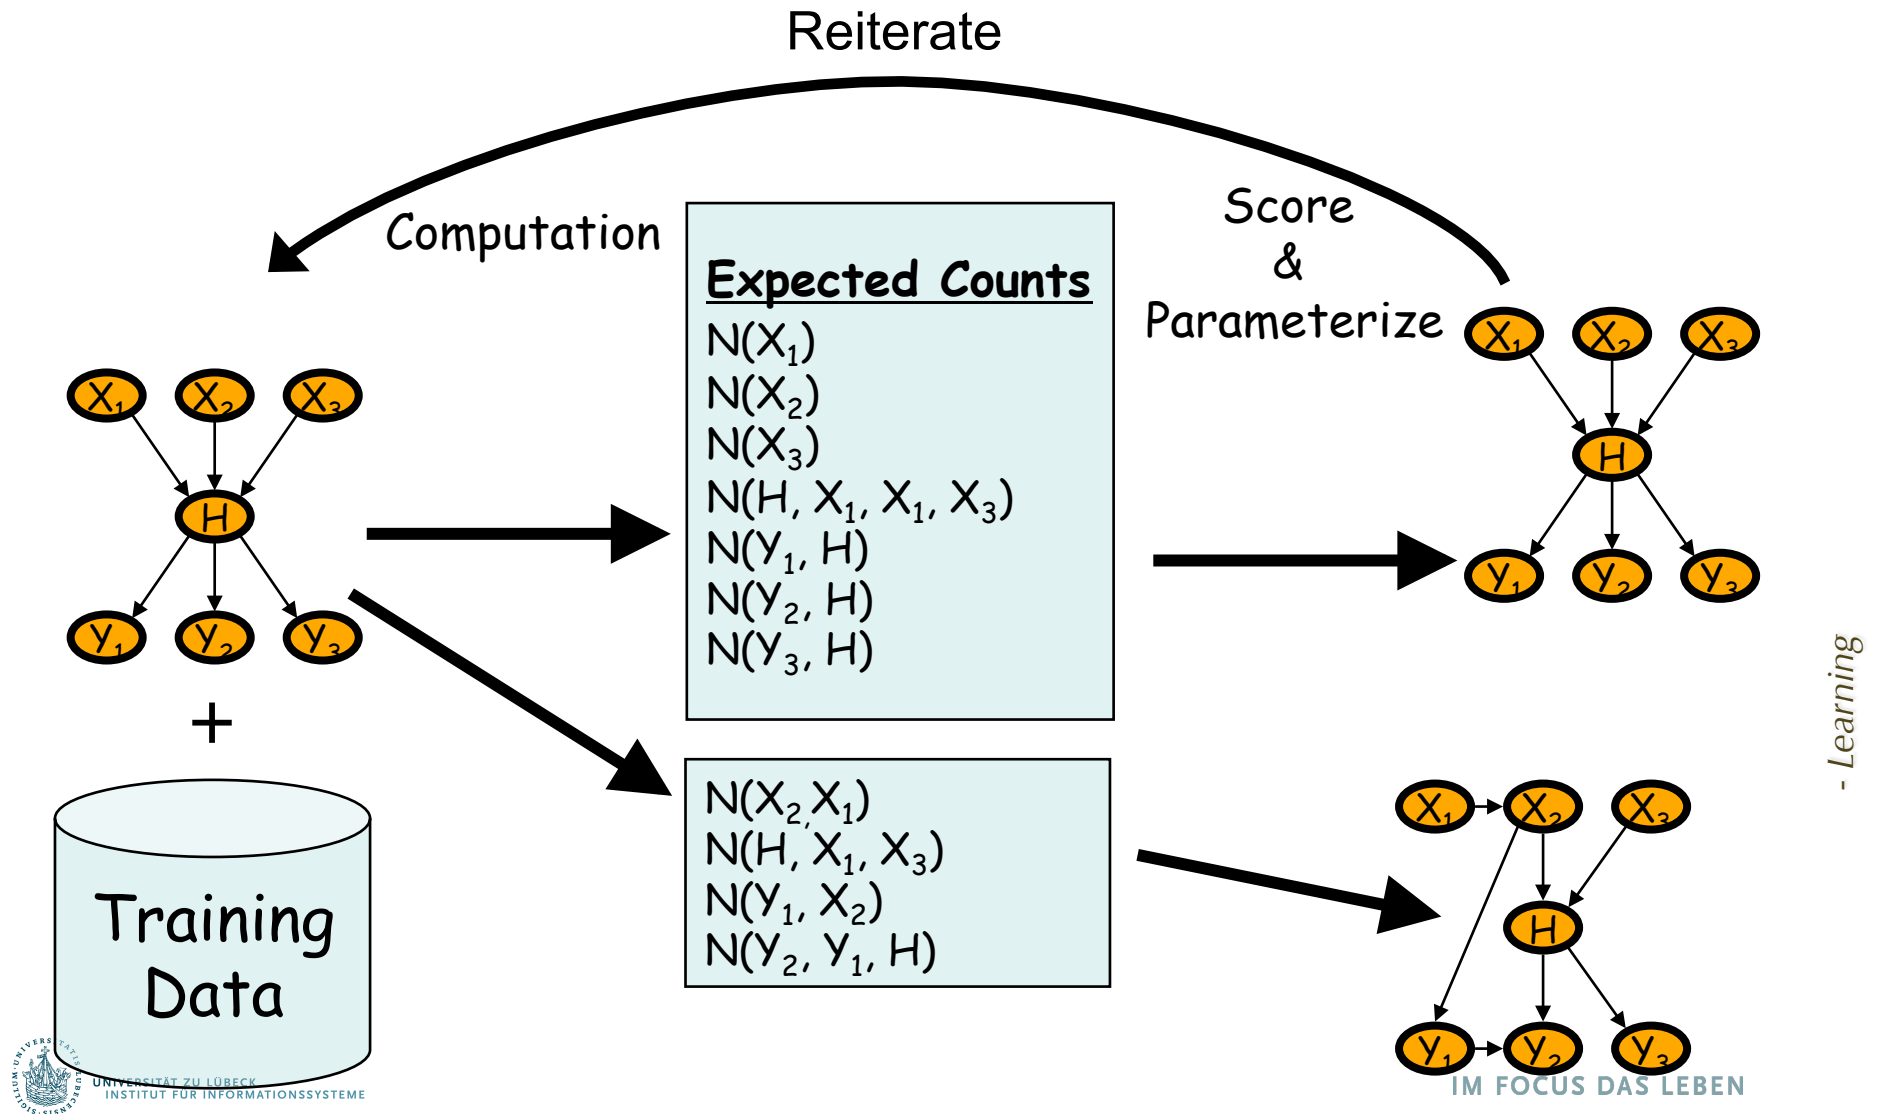 Reiterate
Computation
Score
&
Parameterize
Expected Counts
N(X₁)
N(X₂)
N(X₃)
N(H, X₁, X₁, X₃)
N(Y₁, H)
N(Y₂, H)
N(Y₃, H)
X₁ X₂ X₃
H
Y₁ Y₂ Y₃
+
Training
Data
X₁ X₂ X₃
H
Y₁ Y₂ Y₃
N(X₂, X₁)
N(H, X₁, X₃)
N(Y₁, X₂)
N(Y₂, Y₁, H)
X₁ X₂ X₃
H
Y₁ Y₂ Y₃
- Learning
UNIVERSITÄT ZU LÜBECK
INSTITUT FÜR INFORMATIONSSYSTEME
IM FOCUS DAS LEBEN